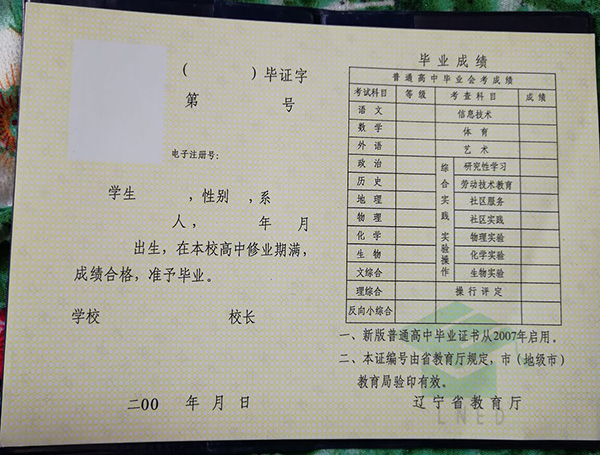 （ ）毕证字
第 号
电子注册号：
学生 ，性别 ，系
人， 年 月
出生，在本校高中修业期满，
成绩合格，准予毕业。
学校 校长
二00 年 月 日
毕业成绩
普通高中毕业会考成绩
考试科目 等级 考查科目 成绩
语文 信息技术
数学 体育
外语 艺术
政治 综合实践 研究性学习
历史 劳动技术教育
地理 社区服务
物理 社区实践
化学 实验操作 物理实验
生物 化学实验
文综合 生物实验
理综合 操行评定
反向小综合
一、新版普通高中毕业证书从2007年启用。
二、本证编号由省教育厅规定，市（地级市）
教育局验印有效。
辽宁省教育厅
LNED